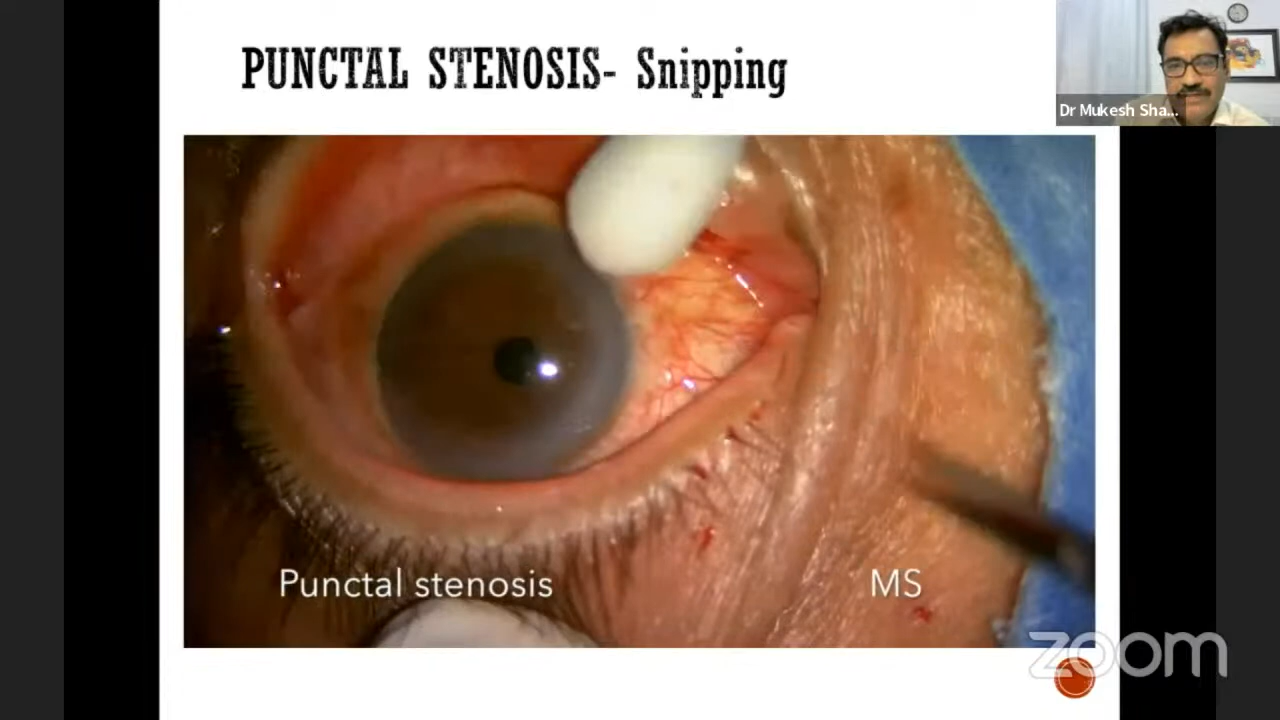 PUNCTAL STENOSIS- Snipping
Dr Mukesh Sha...
Punctal stenosis
MS
zoom